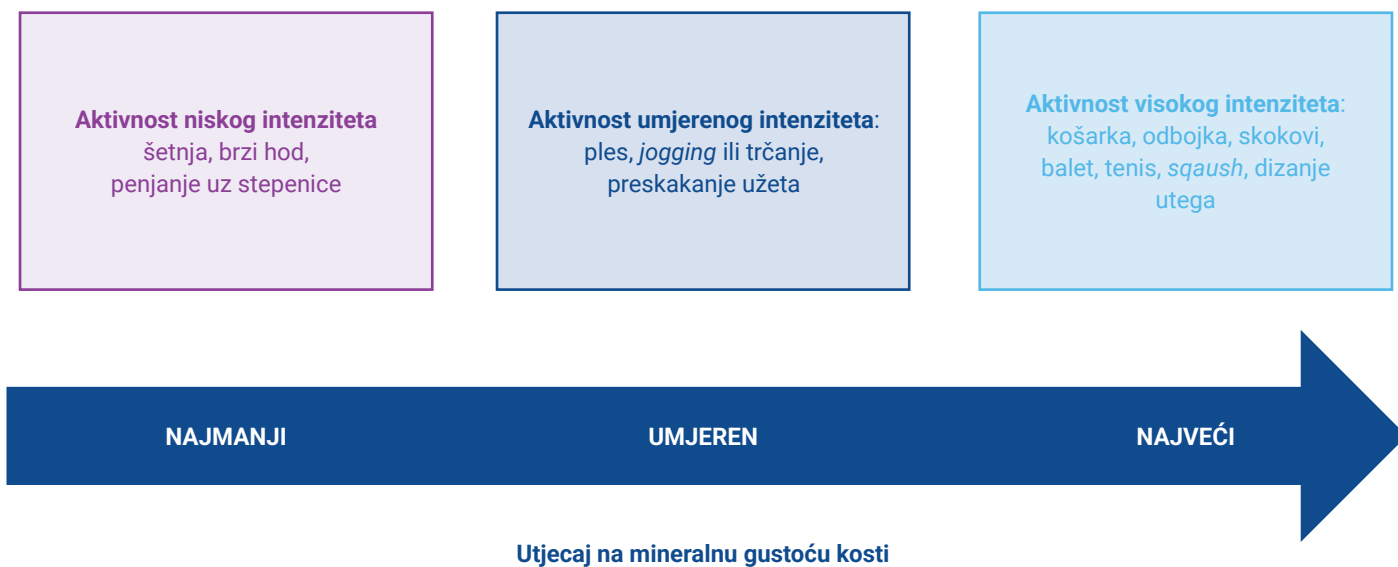 Aktivnost niskog intenziteta
šetnja, brzi hod,
penjanje uz stepenice
Aktivnost umjerenog intenziteta:
ples, jogging ili trčanje,
preskakanje užeta
Aktivnost visokog intenziteta:
košarka, odbojka, skokovi,
balet, tenis, sqaush, dizanje
utega
NAJMANJI
UMJEREN
NAJVEĆI
Utjecaj na mineralnu gustoću kosti